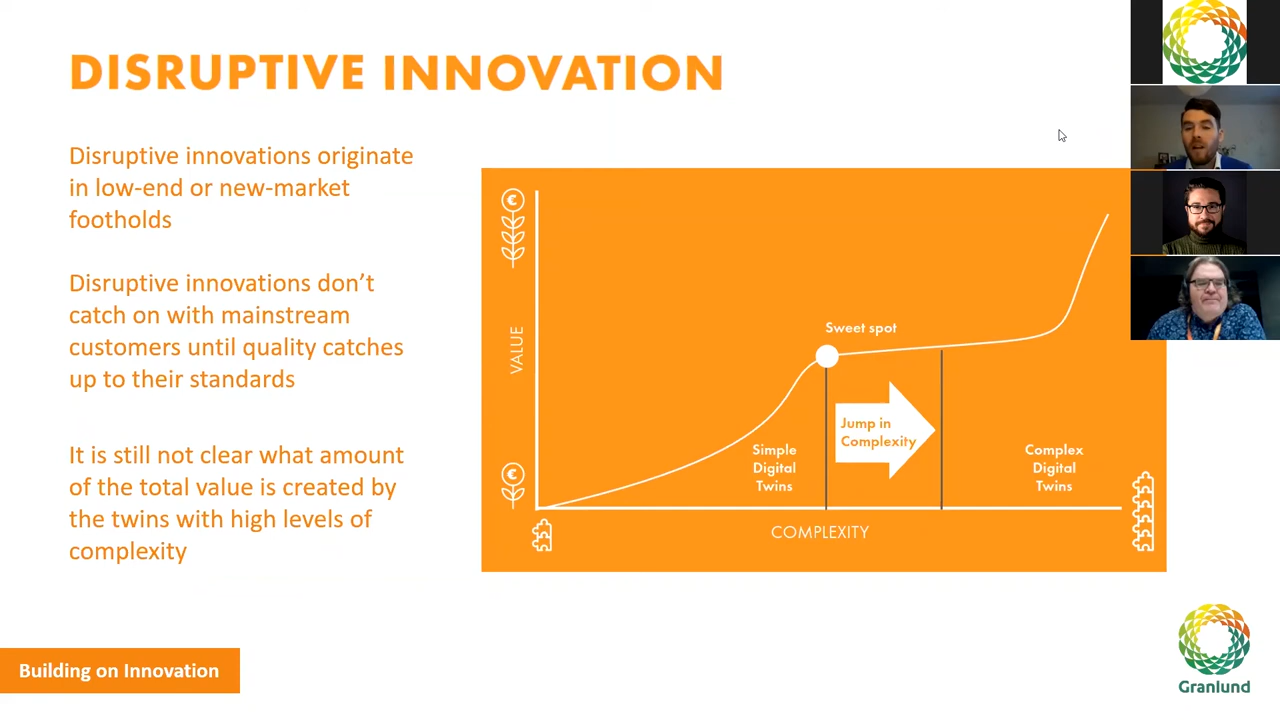 DISRUPTIVE INNOVATION
Disruptive innovations originate
in low-end or new-market
footholds
Disruptive innovations don’t
catch on with mainstream
customers until quality catches
up to their standards
It is still not clear what amount
of the total value is created by
the twins with high levels of
complexity
€
VALUE
€
Sweet spot
Jump in
Complexity
Simple
Digital
Twins
Complex
Digital
Twins
COMPLEXITY
Building on Innovation
Granlund